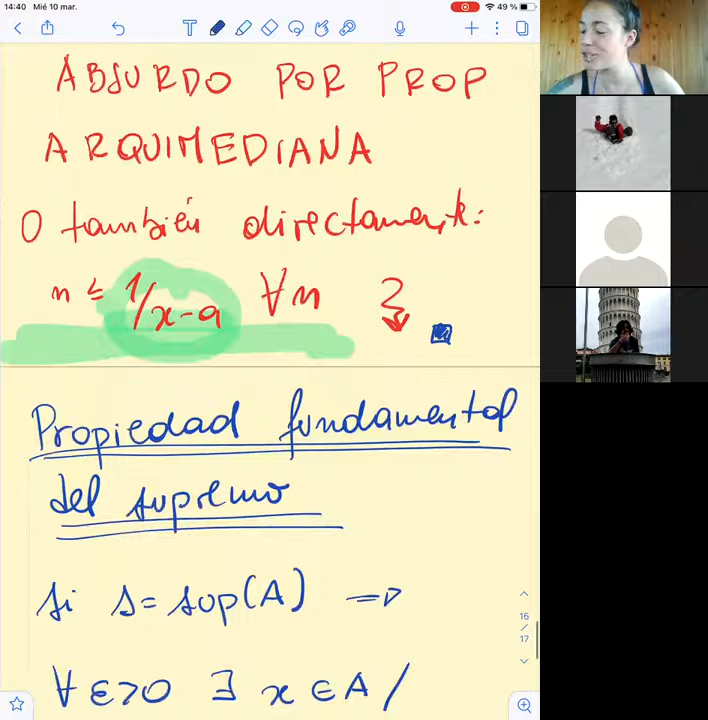 14:40 Mié 10 mar. 49 %
ABSURDO POR PROP
ARQUIMEDIANA
O también directament:
n ≤ 1/x-a ∀n
Propiedad fundamental
del supremo
si s = sup(A) ⇒
16
/
17
∀ ε>0 ∃ x ∈ A /